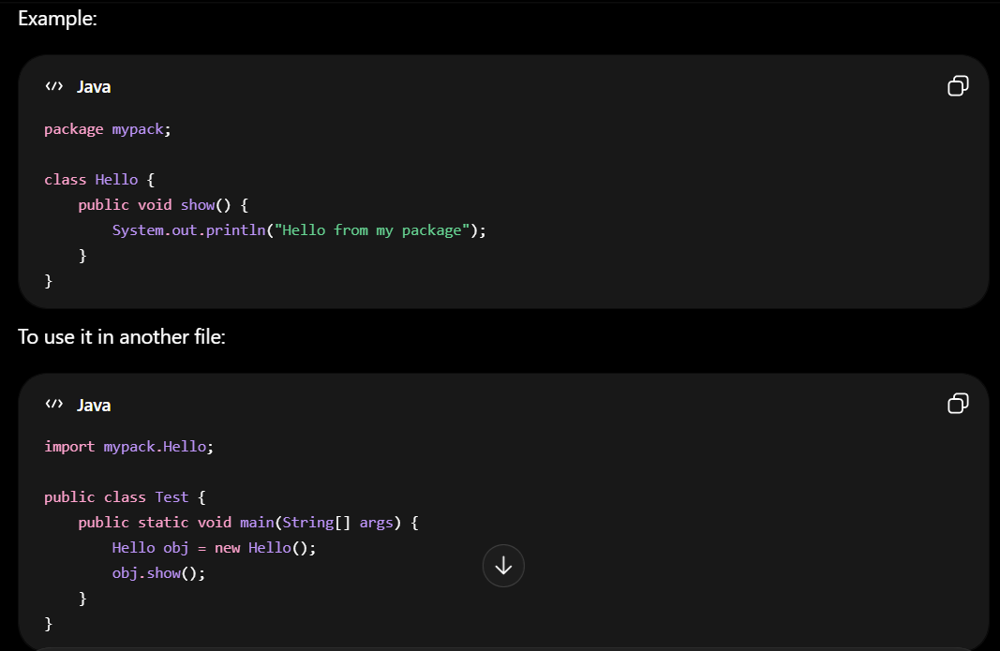 Example:
Java
package mypack;
class Hello {
    public void show() {
        System.out.println("Hello from my package");
    }
}
To use it in another file:
Java
import mypack.Hello;
public class Test {
    public static void main(String[] args) {
        Hello obj = new Hello();
        obj.show();
    }
}